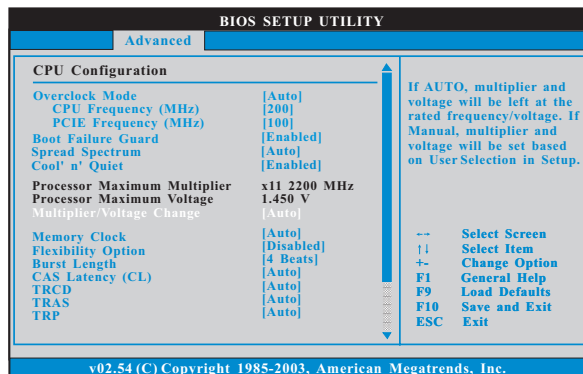 BIOS SETUP UTILITY
Advanced
CPU Configuration
Overclock Mode [Auto]
CPU Frequency (MHz) [200]
PCIE Frequency (MHz) [100]
Boot Failure Guard [Enabled]
Spread Spectrum [Auto]
Cool' n' Quiet [Enabled]
Processor Maximum Multiplier x11 2200 MHz
Processor Maximum Voltage 1.450 V
Multiplier/Voltage Change [Auto]
Memory Clock [Auto]
Flexibility Option [Disabled]
Burst Length [4 Beats]
CAS Latency (CL) [Auto]
TRCD [Auto]
TRAS [Auto]
TRP [Auto]
If AUTO, multiplier and
voltage will be left at the
rated frequency/voltage. If
Manual, multiplier and
voltage will be set based
on User Selection in Setup.
←→ Select Screen
↑↓ Select Item
+- Change Option
F1 General Help
F9 Load Defaults
F10 Save and Exit
ESC Exit
v02.54 (C) Copyright 1985-2003, American Megatrends, Inc.